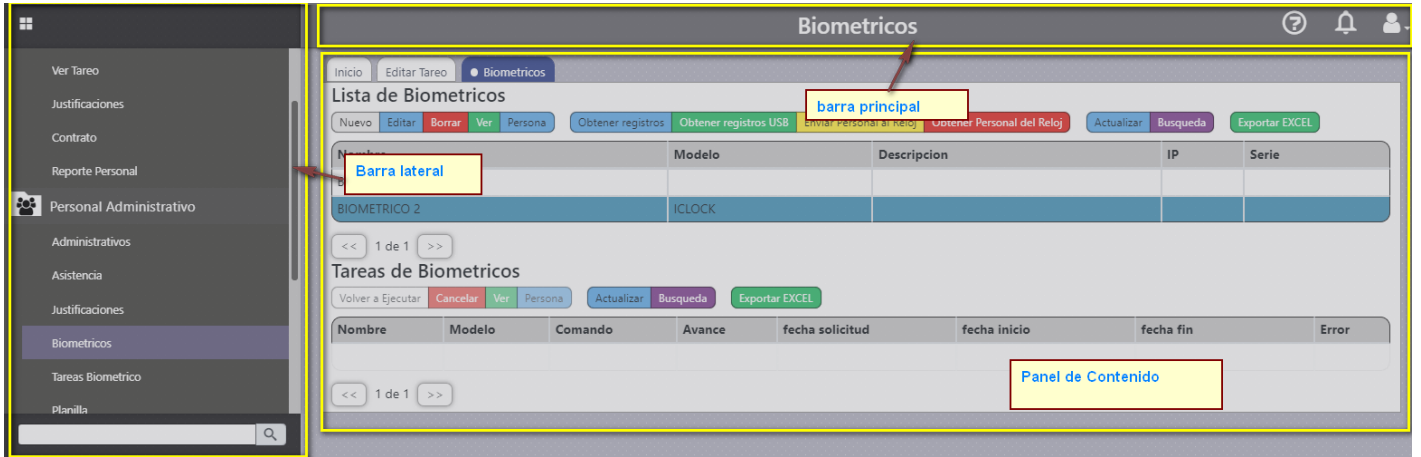 Biometricos
Ver Tareo
Justificaciones
Contrato
Reporte Personal
Personal Administrativo
Administrativos
Asistencia
Justificaciones
Biometricos
Tareas Biometrico
Planilla
Barra lateral
barra principal
Inicio Editar Tareo Biometricos
Lista de Biometricos
Nuevo Editar Borrar Ver Persona Obtener registros Obtener registros USB Enviar Personal al Reloj Obtener Personal del Reloj Actualizar Busqueda Exportar EXCEL
Nombre Modelo Descripcion IP Serie
BIOMETRICO 2 ICLOCK
<< 1 de 1 >>
Tareas de Biometricos
Volver a Ejecutar Cancelar Ver Persona Actualizar Busqueda Exportar EXCEL
Nombre Modelo Comando Avance fecha solicitud fecha inicio fecha fin Error
Panel de Contenido
<< 1 de 1 >>